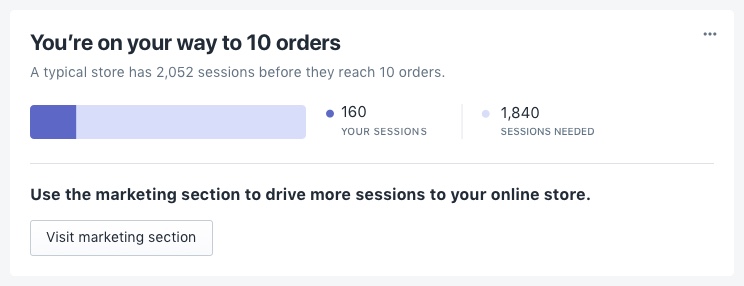 You’re on your way to 10 orders
A typical store has 2,052 sessions before they reach 10 orders.
160
YOUR SESSIONS
1,840
SESSIONS NEEDED
Use the marketing section to drive more sessions to your online store.
Visit marketing section